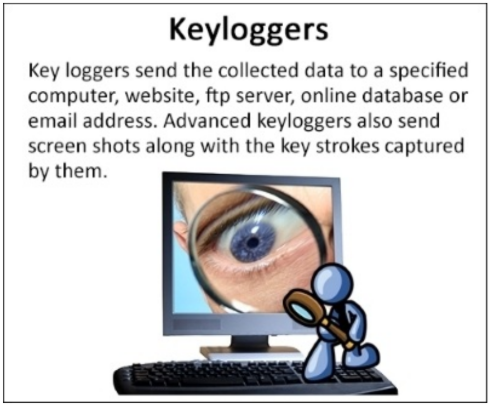 Keyloggers
Key loggers send the collected data to a specified
computer, website, ftp server, online database or
email address. Advanced keyloggers also send
screen shots along with the key strokes captured
by them.